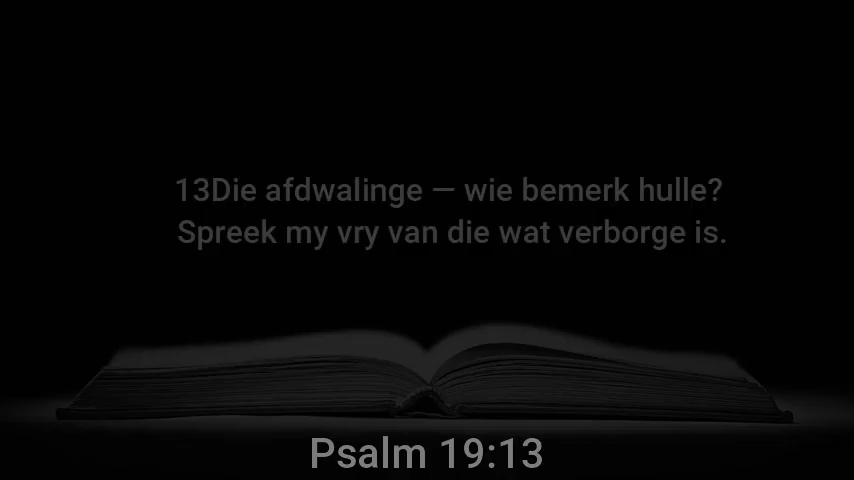 13Die afdwalinge — wie bemerk hulle?
Spreek my vry van die wat verborge is.
Psalm 19:13